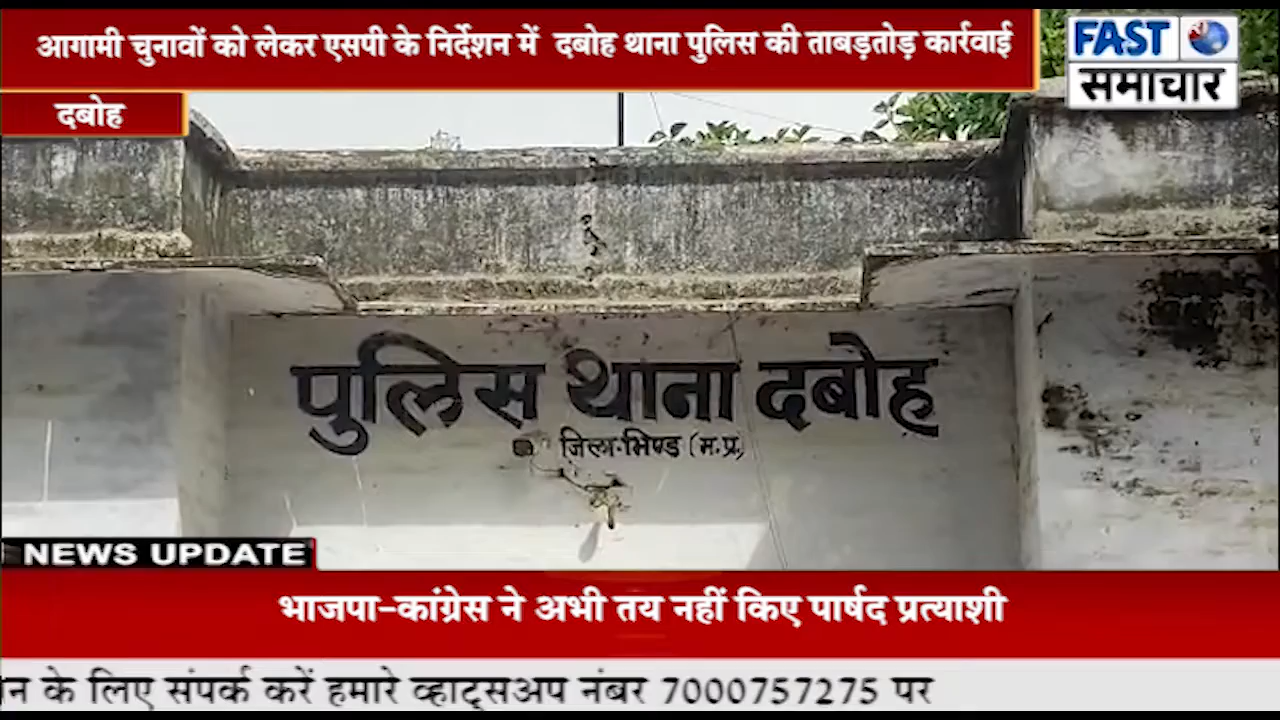 आगामी चुनावों को लेकर एसपी के निर्देशन में दबोह थाना पुलिस की ताबड़तोड़ कार्रवाई
FAST
समाचार
दबोह
पुलिस थाना दबोह
जिला-भिण्ड (म.प्र.)
NEWS UPDATE
भाजपा-कांग्रेस ने अभी तय नहीं किए पार्षद प्रत्याशी
के लिए संपर्क करें हमारे व्हाट्सअप नंबर 7000757275 पर